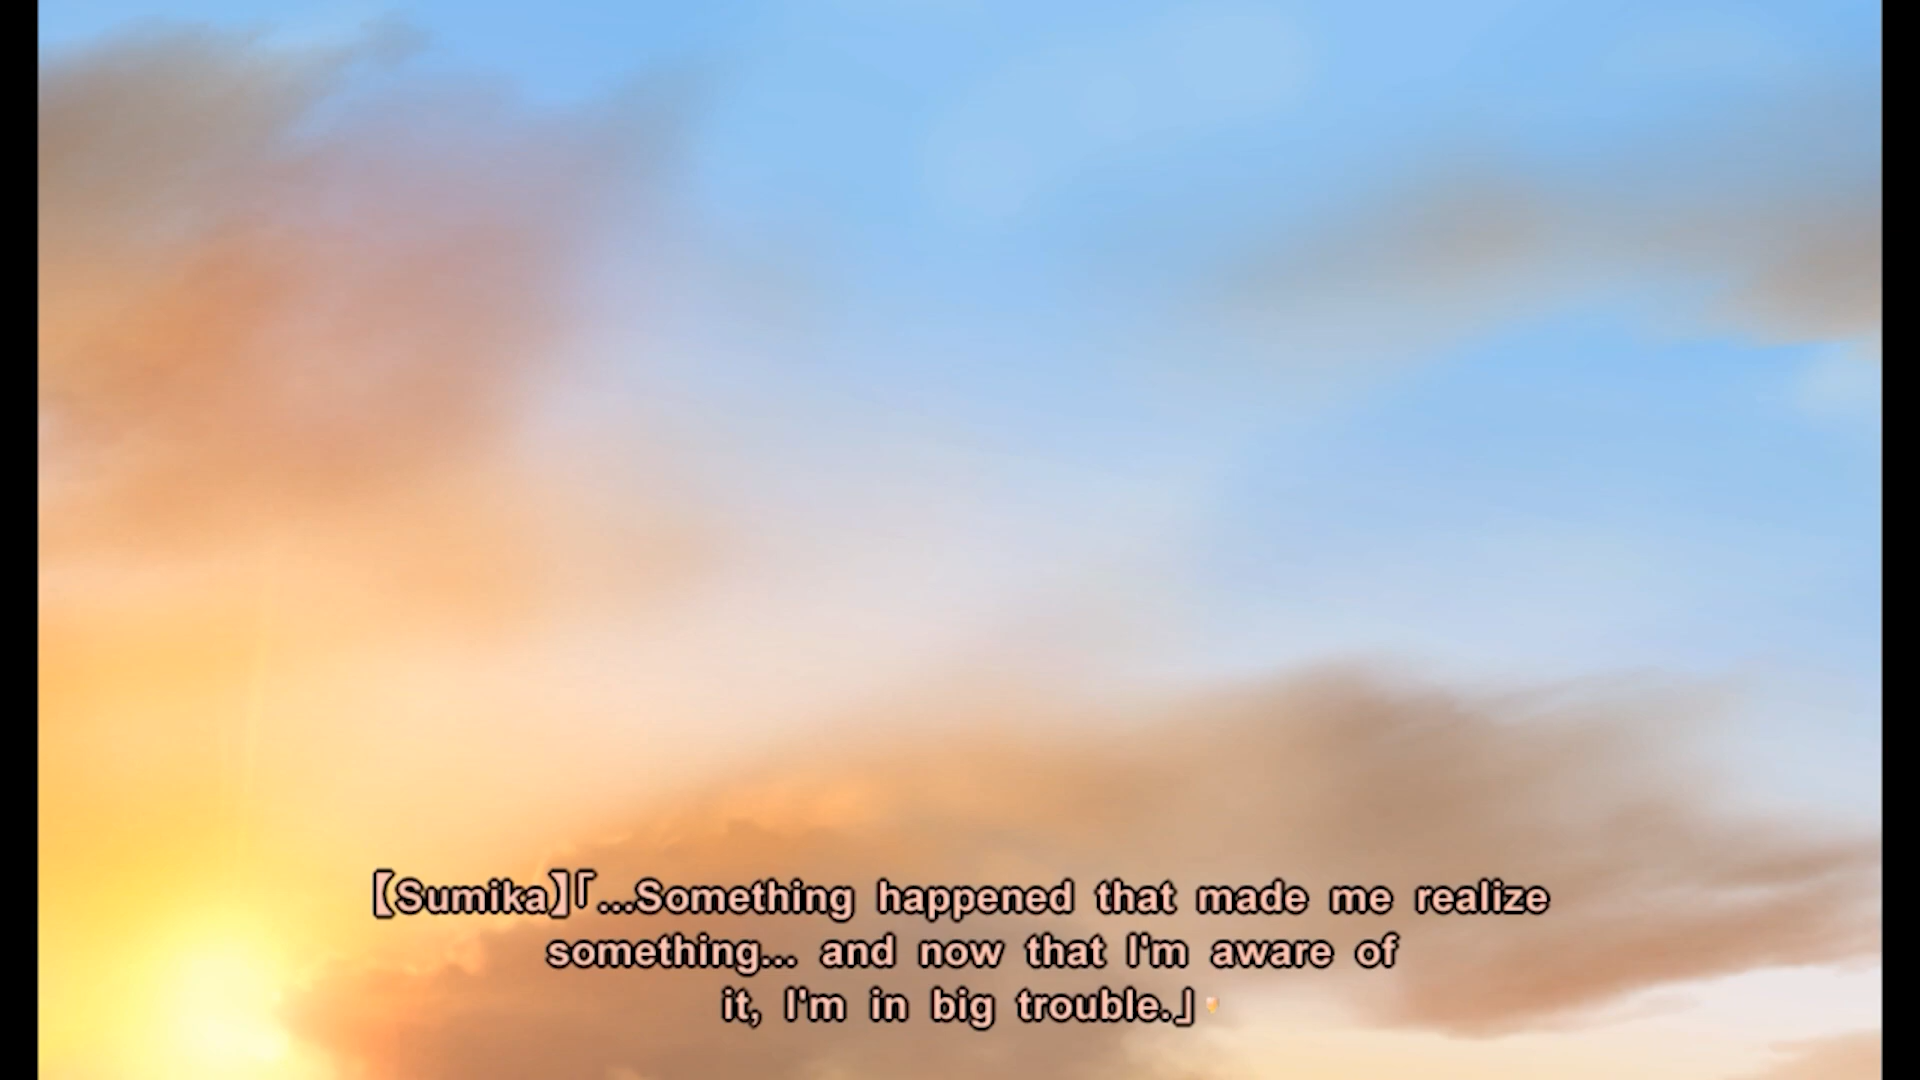 【Sumika】「...Something happened that made me realize
something... and now that I'm aware of
it, I'm in big trouble.」